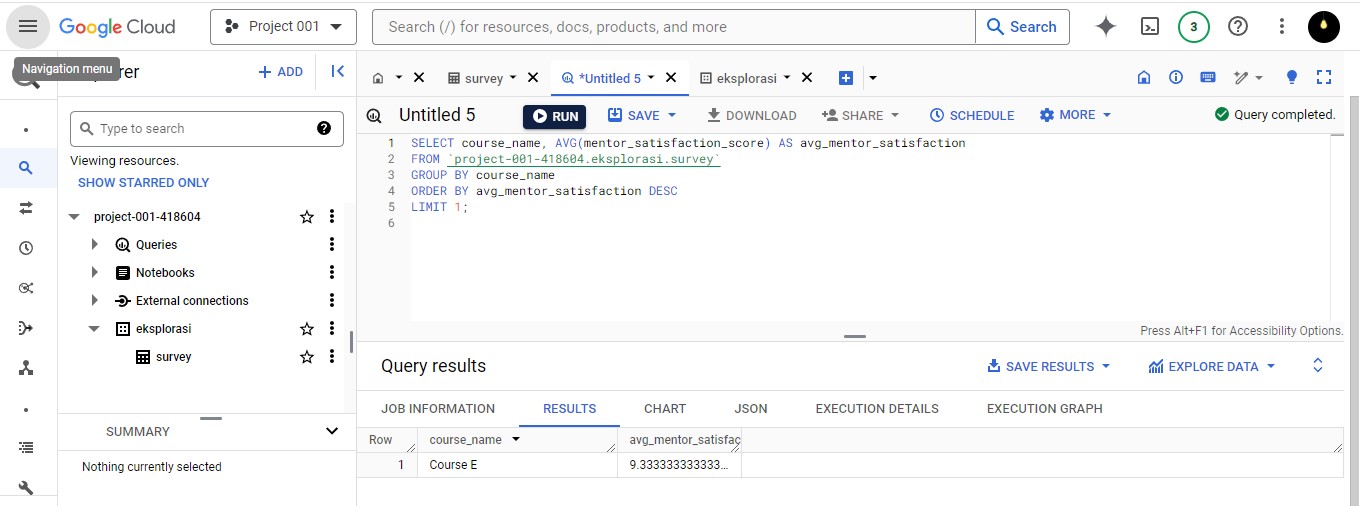 Google Cloud
Project 001
Search (/) for resources, docs, products, and more
Search
3
Navigation menu
rer
+ ADD
survey
*Untitled 5
eksplorasi
Untitled 5
RUN
SAVE
DOWNLOAD
SHARE
SCHEDULE
MORE
Query completed.
Type to search
Viewing resources.
SHOW STARRED ONLY
project-001-418604
Queries
Notebooks
External connections
eksplorasi
survey
SUMMARY
Nothing currently selected
1 SELECT course_name, AVG(mentor_satisfaction_score) AS avg_mentor_satisfaction
2 FROM `project-001-418604.eksplorasi.survey`
3 GROUP BY course_name
4 ORDER BY avg_mentor_satisfaction DESC
5 LIMIT 1;
6
Press Alt+F1 for Accessibility Options.
Query results
SAVE RESULTS
EXPLORE DATA
JOB INFORMATION
RESULTS
CHART
JSON
EXECUTION DETAILS
EXECUTION GRAPH
Row course_name avg_mentor_satisfaç
1 Course E 9.333333333333...